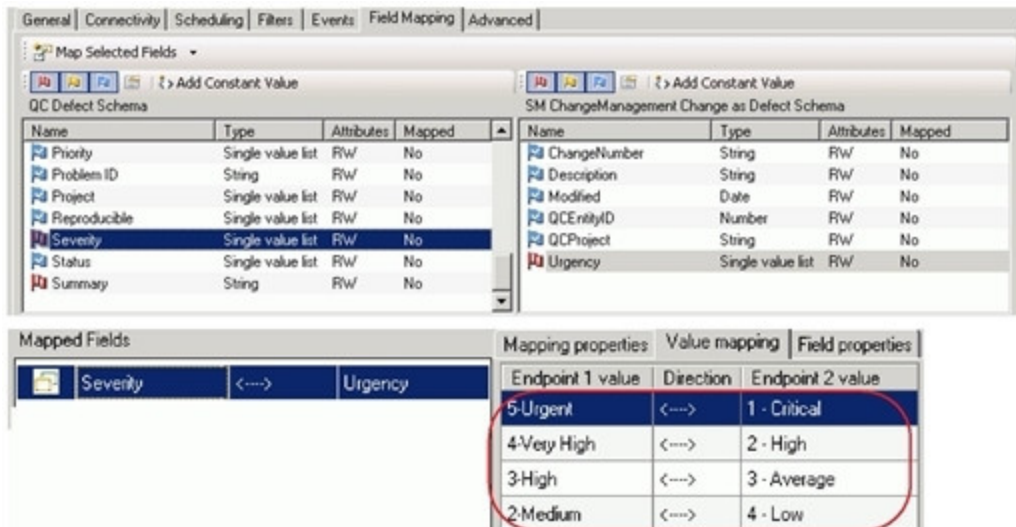 General Connectivity Scheduling Filters Events Field Mapping Advanced
Map Selected Fields
Add Constant Value
QC Defect Schema
Name Type Attributes Mapped
Priority Single value list RW No
Problem ID String RW No
Project Single value list RW No
Reproducible Single value list RW No
Severity Single value list RW No
Status Single value list RW No
Summary String RW No
Add Constant Value
SM ChangeManagement Change as Defect Schema
Name Type Attributes Mapped
ChangeNumber String RW No
Description String RW No
Modified Date RW No
QCEntityID Number RW No
QCProject String RW No
Urgency Single value list RW No
Mapped Fields
Severity <----> Urgency
Mapping properties Value mapping Field properties
Endpoint 1 value Direction Endpoint 2 value
5-Urgent <----> 1 - Critical
4-Very High <----> 2 - High
3-High <----> 3 - Average
2-Medium <----> 4 - Low